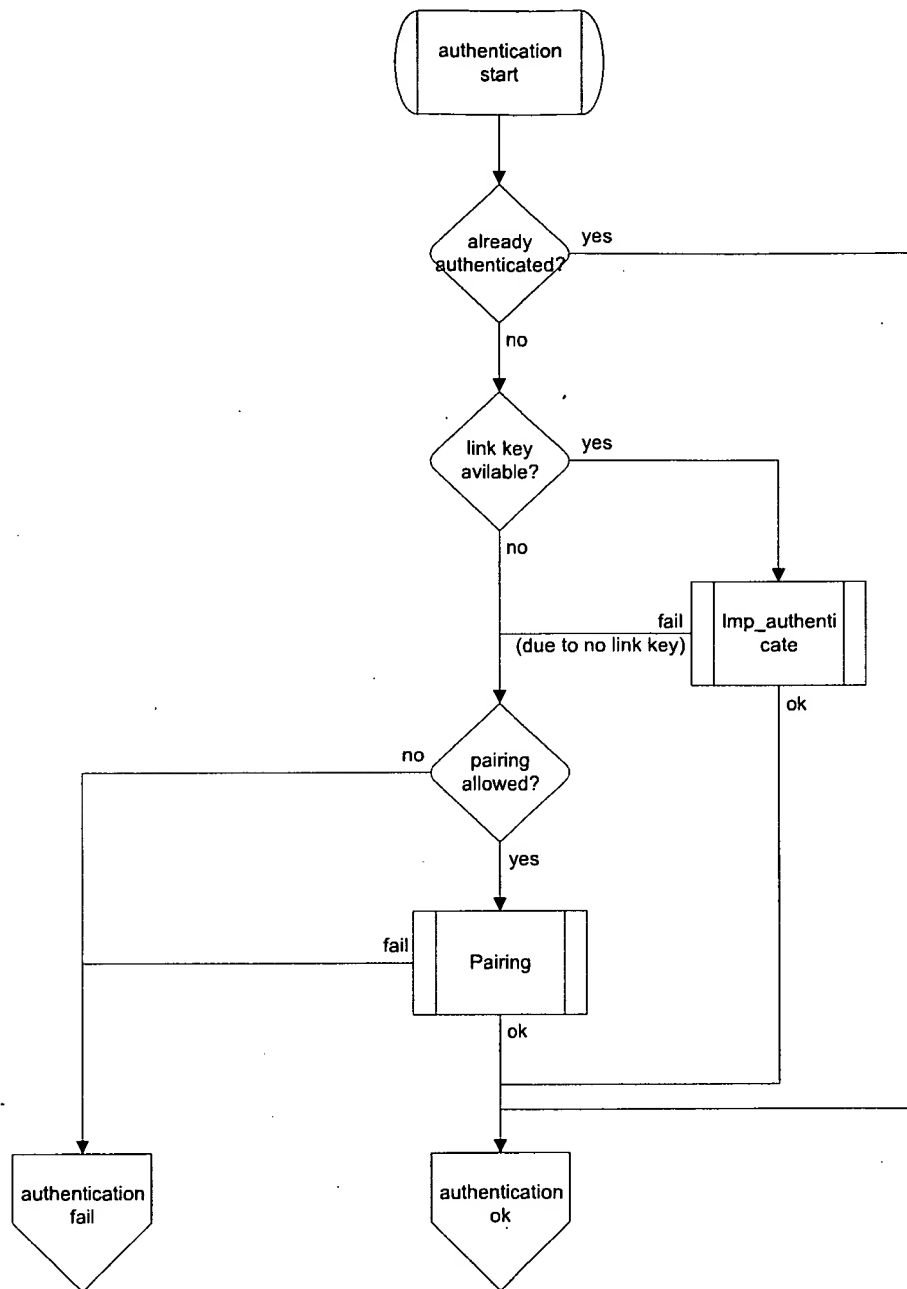 authentication
start
already
authenticated?
yes
no
link key
avilable?
yes
no
lmp_authenti
cate
fail
(due to no link key)
ok
pairing
allowed?
no
yes
Pairing
fail
ok
authentication
fail
authentication
ok